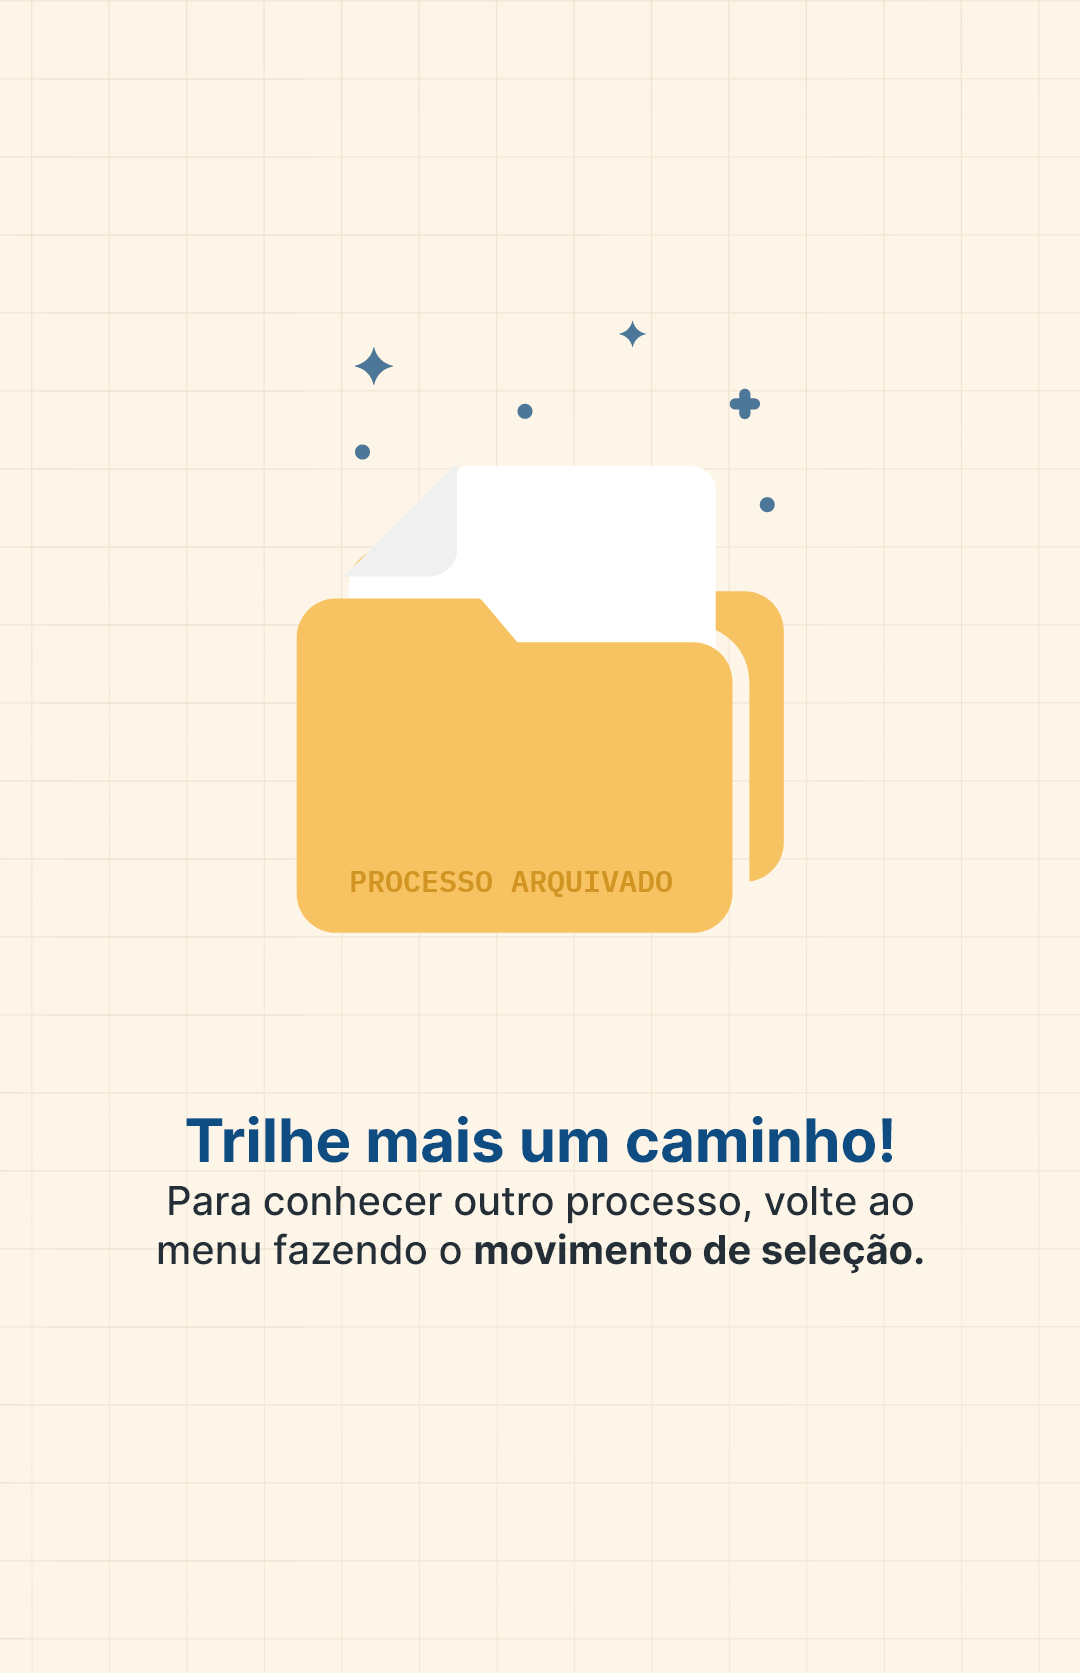 PROCESSO ARQUIVADO
Trilhe mais um caminho!
Para conhecer outro processo, volte ao
menu fazendo o movimento de seleção.